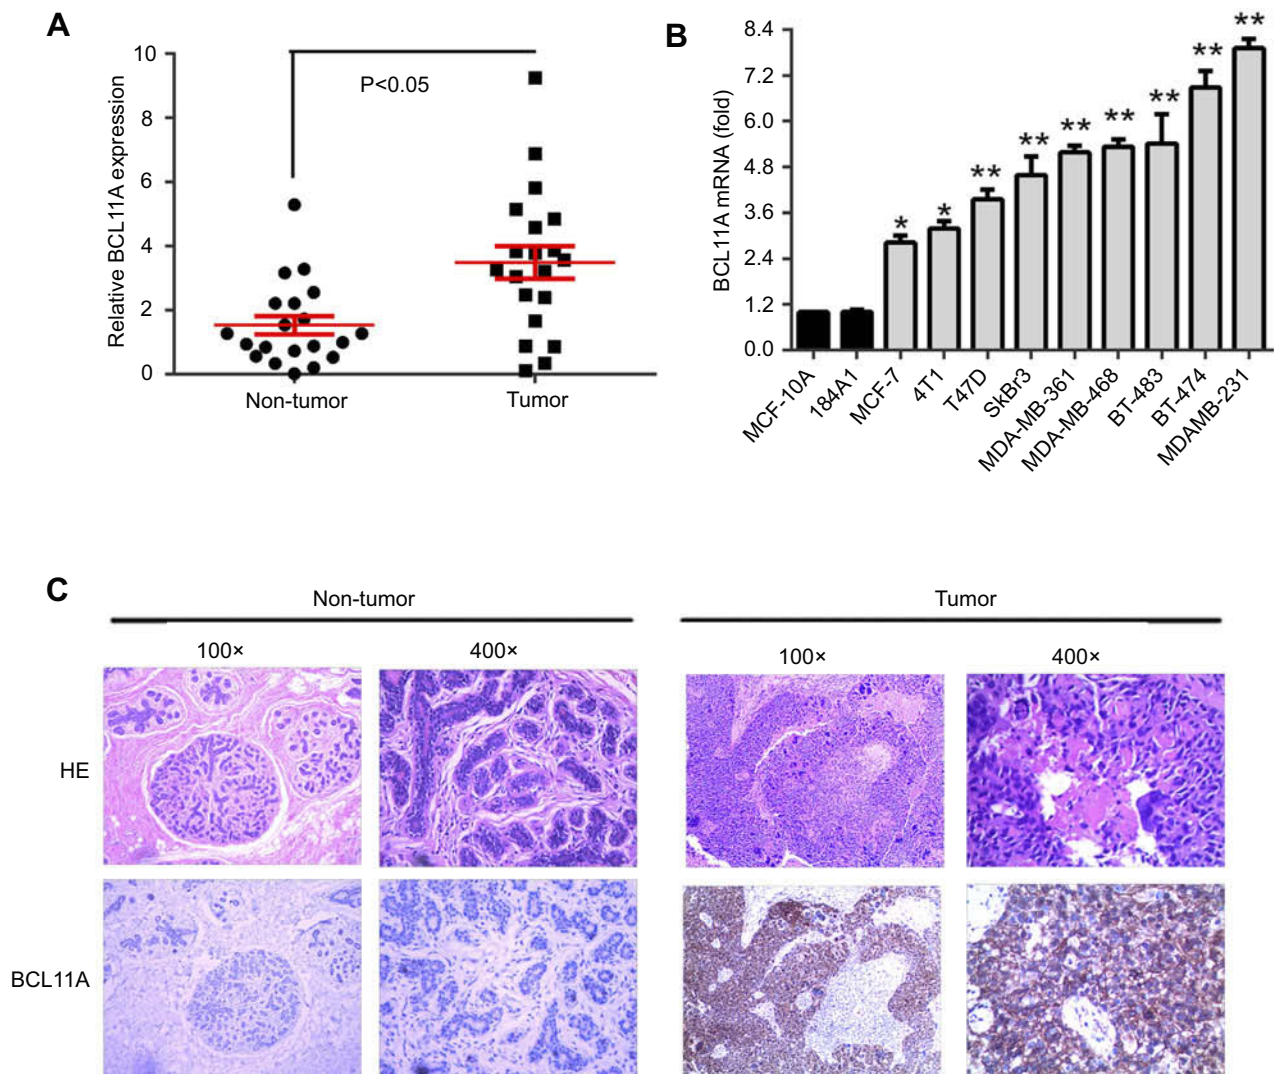 A
Relative BCL11A expression
10
8
6
4
2
0
P<0.05
Non-tumor
Tumor
B
BCL11A mRNA (fold)
8.4
7.2
6.0
4.8
3.6
2.4
1.2
0.0
*
*
**
**
**
**
**
**
**
MCF-10A
184A1
MCF-7
4T1
T47D
SkBr3
MDA-MB-361
MDA-MB-468
BT-483
BT-474
MDAMB-231
C
Non-tumor
Tumor
100×
400×
100×
400×
HE
BCL11A